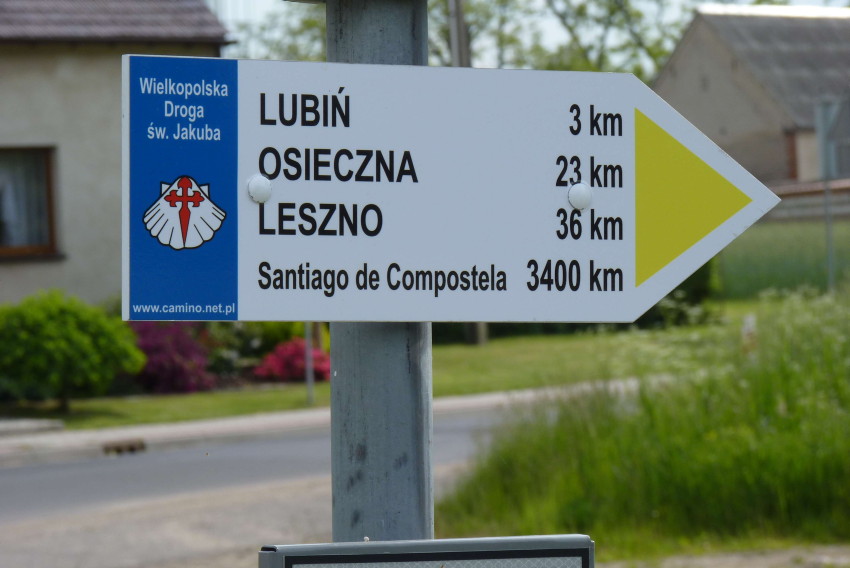 Wielkopolska
Droga
św. Jakuba
www.camino.net.pl
LUBIŃ 3 km
OSIECZNA 23 km
LESZNO 36 km
Santiago de Compostela 3400 km